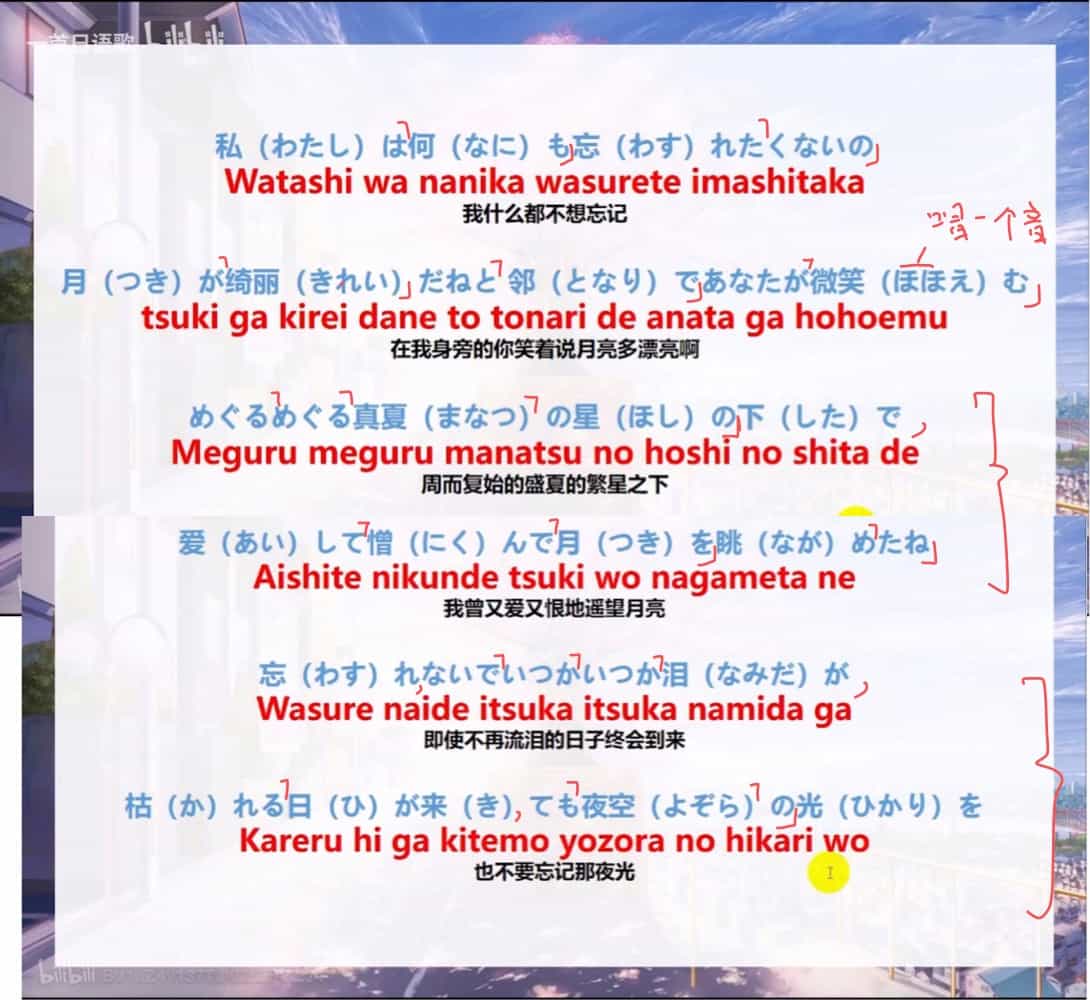 一首日语歌 bilibili
私（わたし）は何（なに）も忘（わす）れたくないの
Watashi wa nanika wasurete imashitaka
我什么都不想忘记
唱一个音
月（つき）が绮丽（きれい）だねと邻（となり）であなたが微笑（ほほえ）む
tsuki ga kirei dane to tonari de anata ga hohoemu
在我身旁的你笑着说月亮多漂亮啊
めぐるめぐる真夏（まなつ）の星（ほし）の下（した）で
Meguru meguru manatsu no hoshi no shita de
周而复始的盛夏的繁星之下
爱（あい）して憎（にく）んで月（つき）を眺（なが）めたね
Aishite nikunde tsuki wo nagameta ne
我曾又爱又恨地遥望月亮
忘（わす）れないでいつかいつか泪（なみだ）が
Wasure naide itsuka itsuka namida ga
即使不再流泪的日子终会到来
枯（か）れる日（ひ）が来（き）ても夜空（よぞら）の光（ひかり）を
Kareru hi ga kitemo yozora no hikari wo
也不要忘记那夜光
bilibili